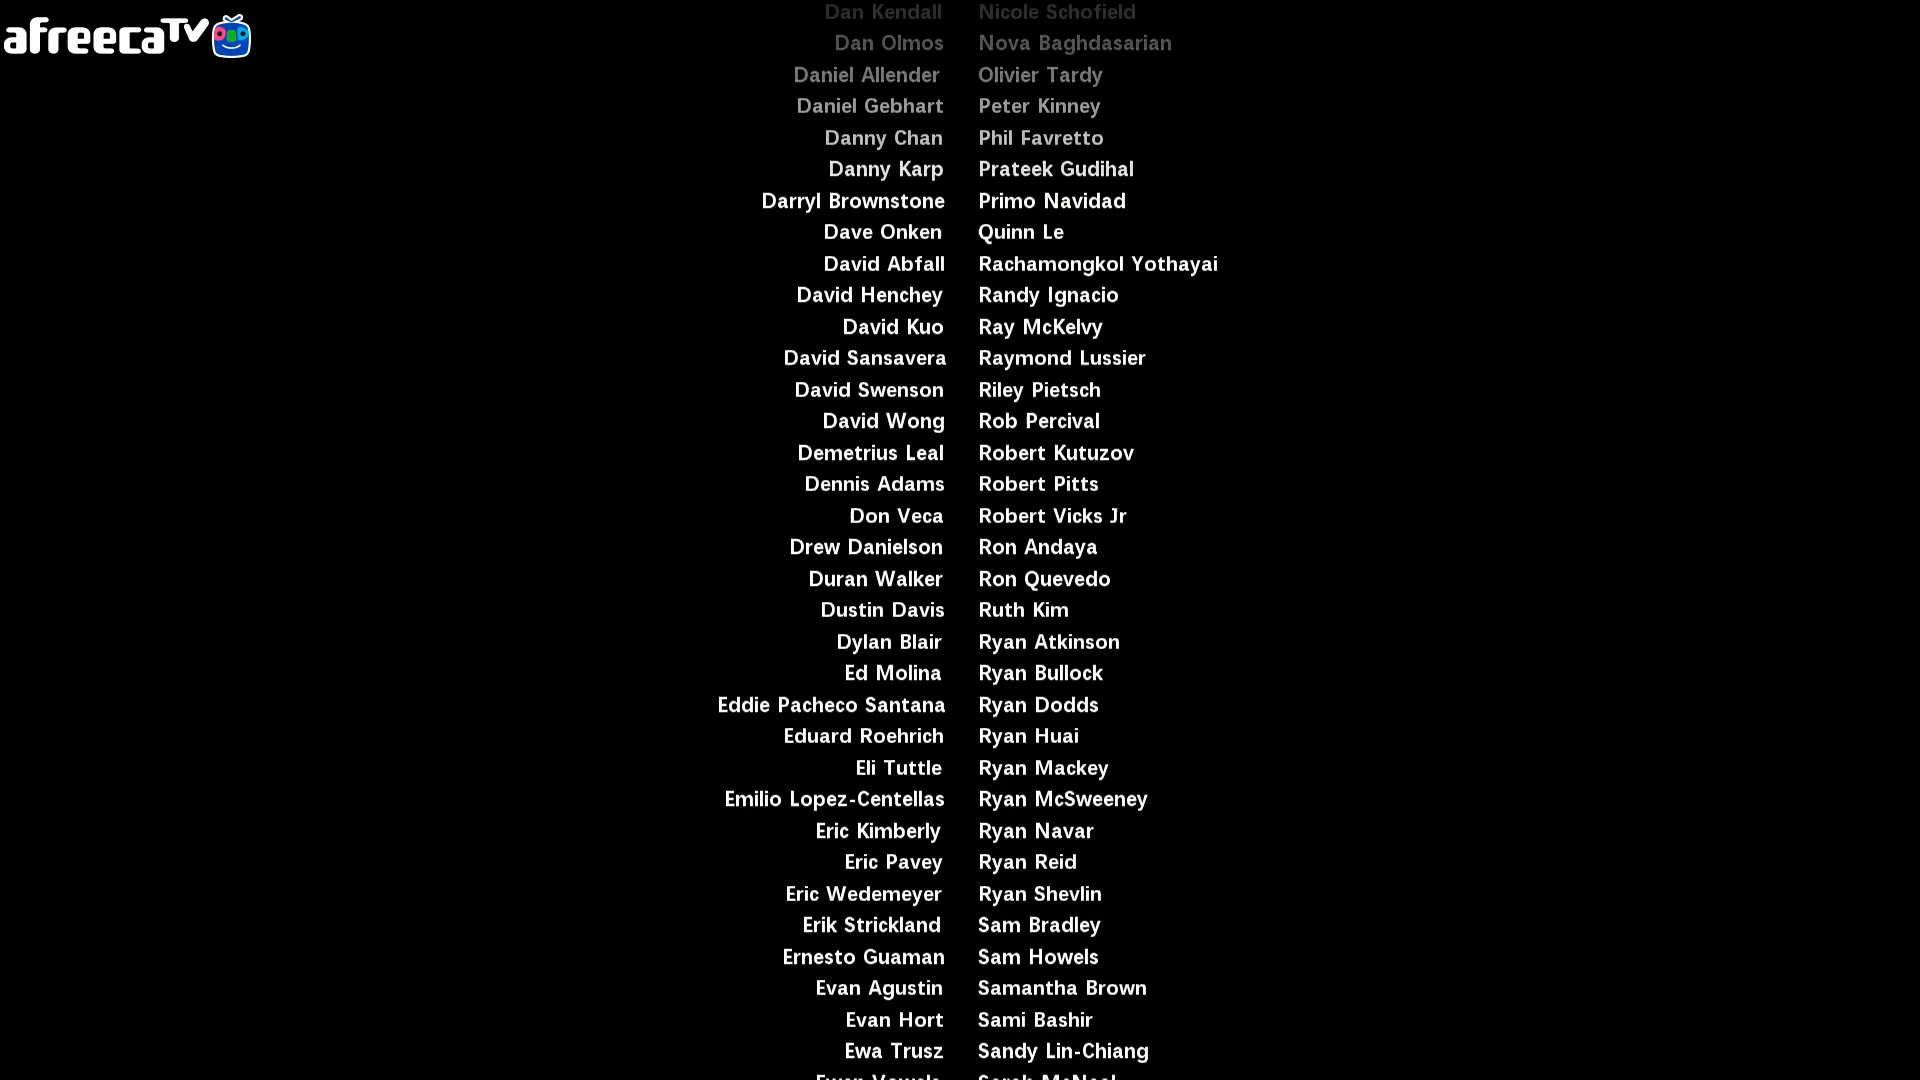 afreecaTV
Dan Kendall Nicole Schofield
Dan Olmos Nova Baghdasarian
Daniel Allender Olivier Tardy
Daniel Gebhart Peter Kinney
Danny Chan Phil Favretto
Danny Karp Prateek Gudihal
Darryl Brownstone Primo Navidad
Dave Onken Quinn Le
David Abfall Rachamongkol Yothayai
David Henchey Randy Ignacio
David Kuo Ray McKelvy
David Sansavera Raymond Lussier
David Swenson Riley Pietsch
David Wong Rob Percival
Demetrius Leal Robert Kutuzov
Dennis Adams Robert Pitts
Don Veca Robert Vicks Jr
Drew Danielson Ron Andaya
Duran Walker Ron Quevedo
Dustin Davis Ruth Kim
Dylan Blair Ryan Atkinson
Ed Molina Ryan Bullock
Eddie Pacheco Santana Ryan Dodds
Eduard Roehrich Ryan Huai
Eli Tuttle Ryan Mackey
Emilio Lopez-Centellas Ryan McSweeney
Eric Kimberly Ryan Navar
Eric Pavey Ryan Reid
Eric Wedemeyer Ryan Shevlin
Erik Strickland Sam Bradley
Ernesto Guaman Sam Howels
Evan Agustin Samantha Brown
Evan Hort Sami Bashir
Ewa Trusz Sandy Lin-Chiang